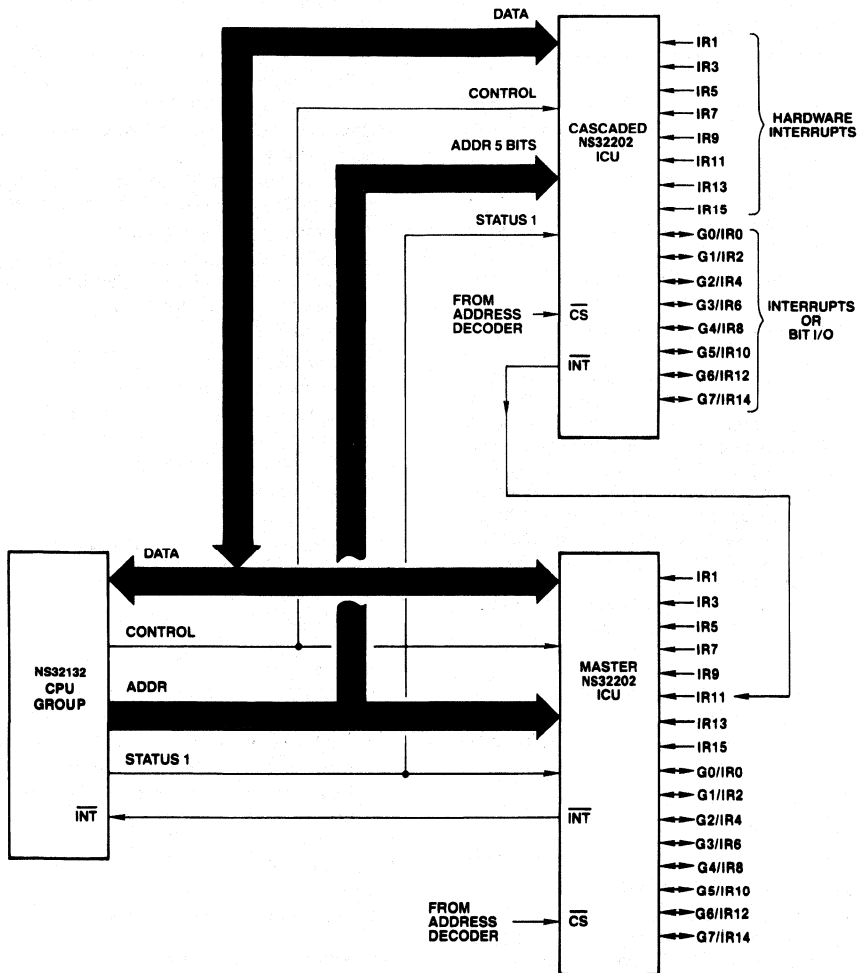 DATA
CONTROL
ADDR 5 BITS
STATUS 1
FROM
ADDRESS
DECODER
CS
INT
CASCADED
NS32202
ICU
IR1
IR3
IR5
IR7
IR9
IR11
IR13
IR15
G0/IR0
G1/IR2
G2/IR4
G3/IR6
G4/IR8
G5/IR10
G6/IR12
G7/IR14
HARDWARE
INTERRUPTS
INTERRUPTS
OR
BIT I/O
NS32132
CPU
GROUP
INT
DATA
CONTROL
ADDR
STATUS 1
MASTER
NS32202
ICU
INT
FROM
ADDRESS
DECODER
CS
IR1
IR3
IR5
IR7
IR9
IR11
IR13
IR15
G0/IR0
G1/IR2
G2/IR4
G3/IR6
G4/IR8
G5/IR10
G6/IR12
G7/IR14